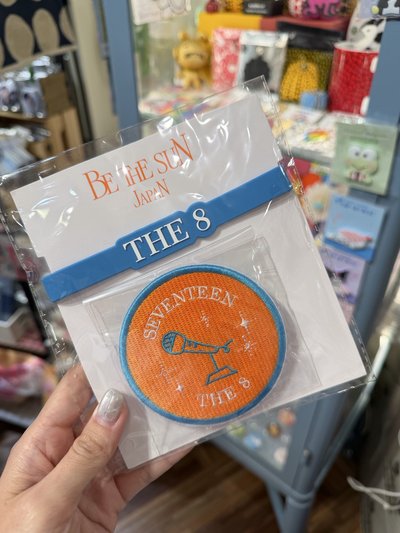 BE THE SUN
JAPAN
THE 8
SEVENTEEN
THE 8